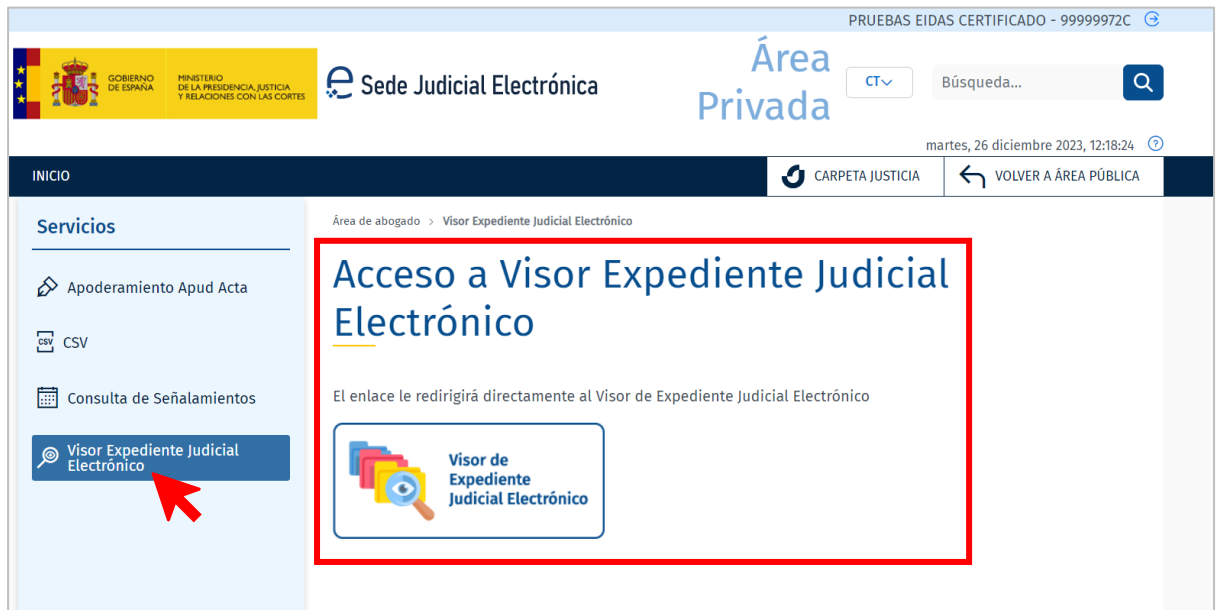 PRUEBAS EIDAS CERTIFICADO - 99999972C
GOBIERNO
DE ESPAÑA
MINISTERIO
DE LA PRESIDENCIA, JUSTICIA
Y RELACIONES CON LAS CORTES
Sede Judicial Electrónica
Área
Privada
CT
Búsqueda...
martes, 26 diciembre 2023, 12:18:24
INICIO
CARPETA JUSTICIA
VOLVER A ÁREA PÚBLICA
Servicios
Apoderamiento Apud Acta
CSV
CSV
Consulta de Señalamientos
Visor Expediente Judicial
Electrónico
Área de abogado > Visor Expediente Judicial Electrónico
Acceso a Visor Expediente Judicial
Electrónico
El enlace le redirigirá directamente al Visor de Expediente Judicial Electrónico
Visor de
Expediente
Judicial Electrónico